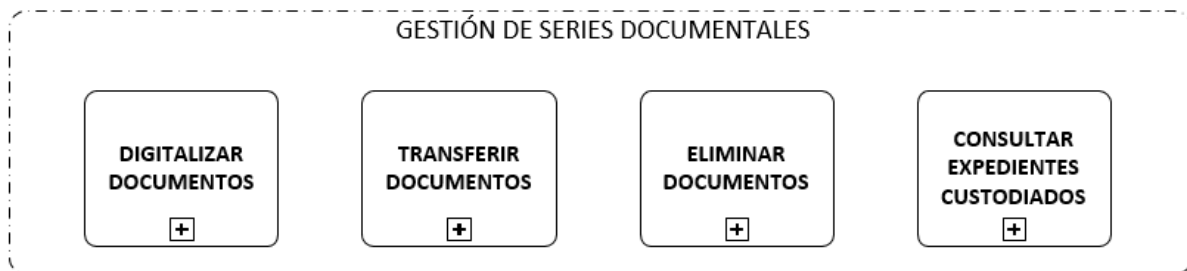 GESTIÓN DE SERIES DOCUMENTALES
DIGITALIZAR
DOCUMENTOS
TRANSFERIR
DOCUMENTOS
ELIMINAR
DOCUMENTOS
CONSULTAR
EXPEDIENTES
CUSTODIADOS